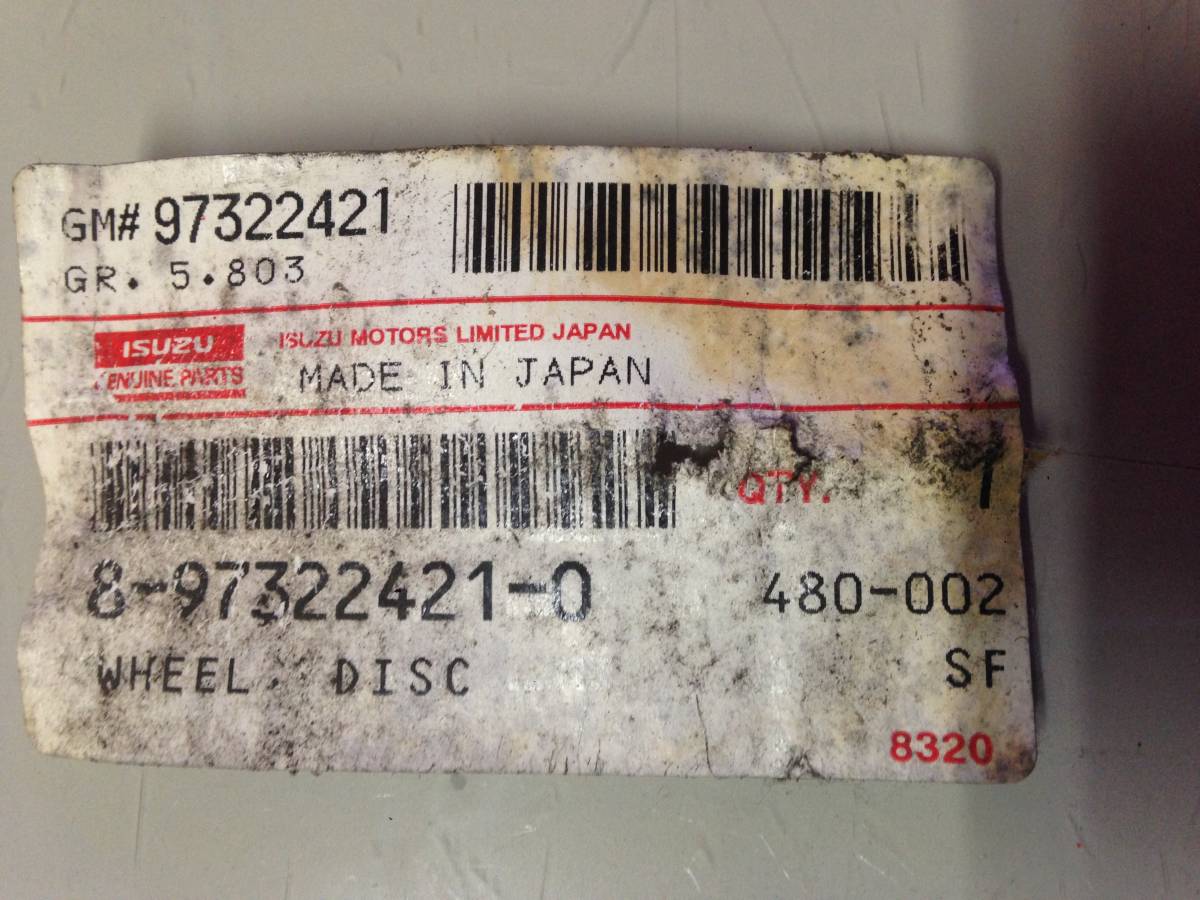 GM# 97322421
GR. 5.803
ISUZU
GENUINE PARTS
ISUZU MOTORS LIMITED JAPAN
MADE IN JAPAN
QTY. 1
8-97322421-0
480-002
WHEEL. DISC
SF
8320